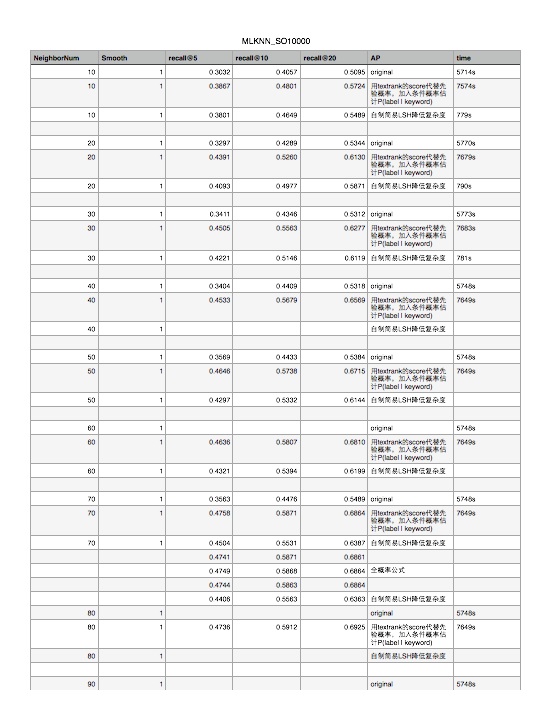 MLKNN_SO10000
NeighborNum Smooth recall@5 recall@10 recall@20 AP time
10 1 0.3032 0.4057 0.5095 original 5714s
10 1 0.3867 0.4801 0.5724 用textrank的score代替先 7574s
验概率，加入条件概率估
计P(label | keyword)
10 1 0.3801 0.4649 0.5489 自制简易LSH降低复杂度 779s
20 1 0.3297 0.4289 0.5344 original 5770s
20 1 0.4391 0.5260 0.6130 用textrank的score代替先 7679s
验概率，加入条件概率估
计P(label | keyword)
20 1 0.4093 0.4977 0.5871 自制简易LSH降低复杂度 790s
30 1 0.3411 0.4346 0.5312 original 5773s
30 1 0.4505 0.5563 0.6277 用textrank的score代替先 7683s
验概率，加入条件概率估
计P(label | keyword)
30 1 0.4221 0.5146 0.6119 自制简易LSH降低复杂度 781s
40 1 0.3404 0.4409 0.5318 original 5748s
40 1 0.4533 0.5679 0.6569 用textrank的score代替先 7649s
验概率，加入条件概率估
计P(label | keyword)
40 1 自制简易LSH降低复杂度
50 1 0.3569 0.4433 0.5384 original 5748s
50 1 0.4646 0.5738 0.6715 用textrank的score代替先 7649s
验概率，加入条件概率估
计P(label | keyword)
50 1 0.4297 0.5332 0.6144 自制简易LSH降低复杂度
60 1 original 5748s
60 1 0.4636 0.5807 0.6810 用textrank的score代替先 7649s
验概率，加入条件概率估
计P(label | keyword)
60 1 0.4321 0.5394 0.6199 自制简易LSH降低复杂度
70 1 0.3563 0.4476 0.5489 original 5748s
70 1 0.4758 0.5871 0.6864 用textrank的score代替先 7649s
验概率，加入条件概率估
计P(label | keyword)
70 1 0.4504 0.5531 0.6387 自制简易LSH降低复杂度
0.4741 0.5871 0.6861
0.4749 0.5868 0.6864 全概率公式
0.4744 0.5863 0.6864
0.4406 0.5563 0.6363 自制简易LSH降低复杂度
80 1 original 5748s
80 1 0.4736 0.5912 0.6925 用textrank的score代替先 7649s
验概率，加入条件概率估
计P(label | keyword)
80 1 自制简易LSH降低复杂度
90 1 original 5748s